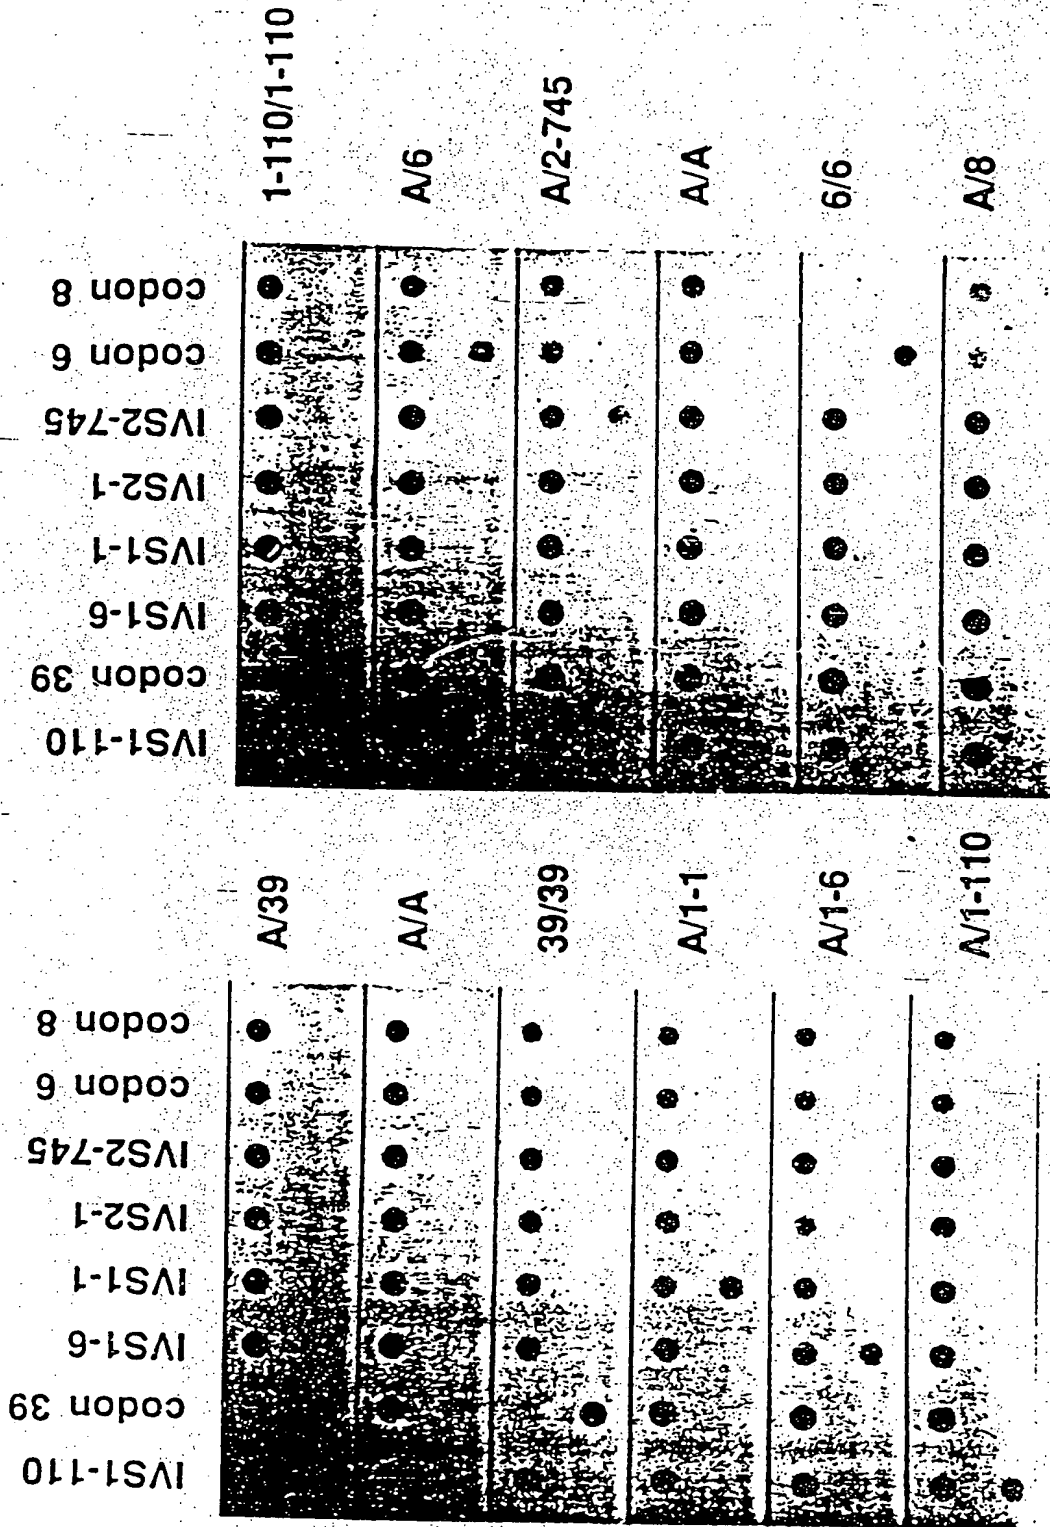 1-110/1-110
A/6
A/2-745
A/A
6/6
A/8
codon 8
codon 6
IVS2-745
IVS2-1
IVS1-1
IVS1-6
codon 39
IVS1-110
A/39
A/A
39/39
A/1-1
A/1-6
A/1-110
codon 8
codon 6
IVS2-745
IVS2-1
IVS1-1
IVS1-6
codon 39
IVS1-110